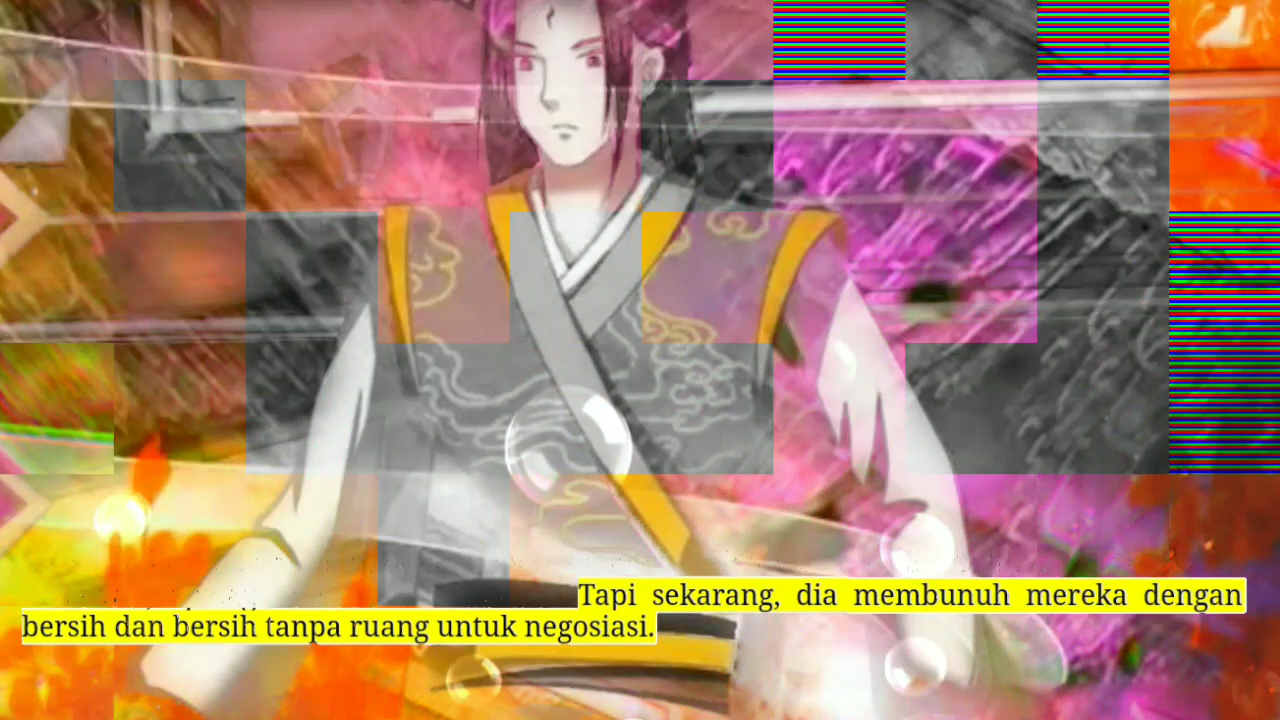 Tapi sekarang, dia membunuh mereka dengan
bersih dan bersih tanpa ruang untuk negosiasi.